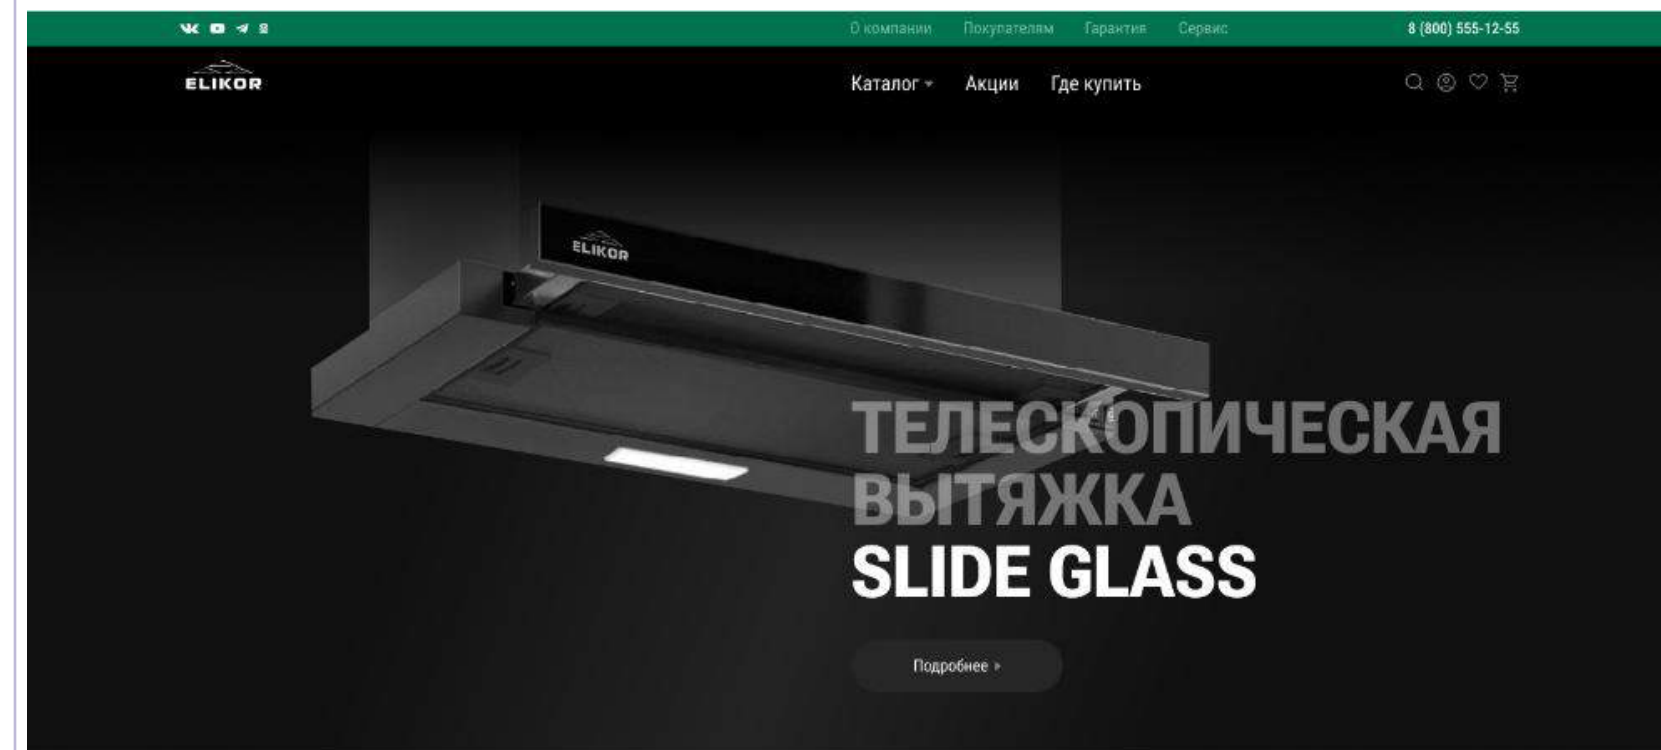 О компании Покупателям Гарантия Сервис 8 (800) 555-12-55
ELIKOR Каталог Акции Где купить
ELIKOR
ТЕЛЕСКОПИЧЕСКАЯ
ВЫТЯЖКА
SLIDE GLASS
Подробнее